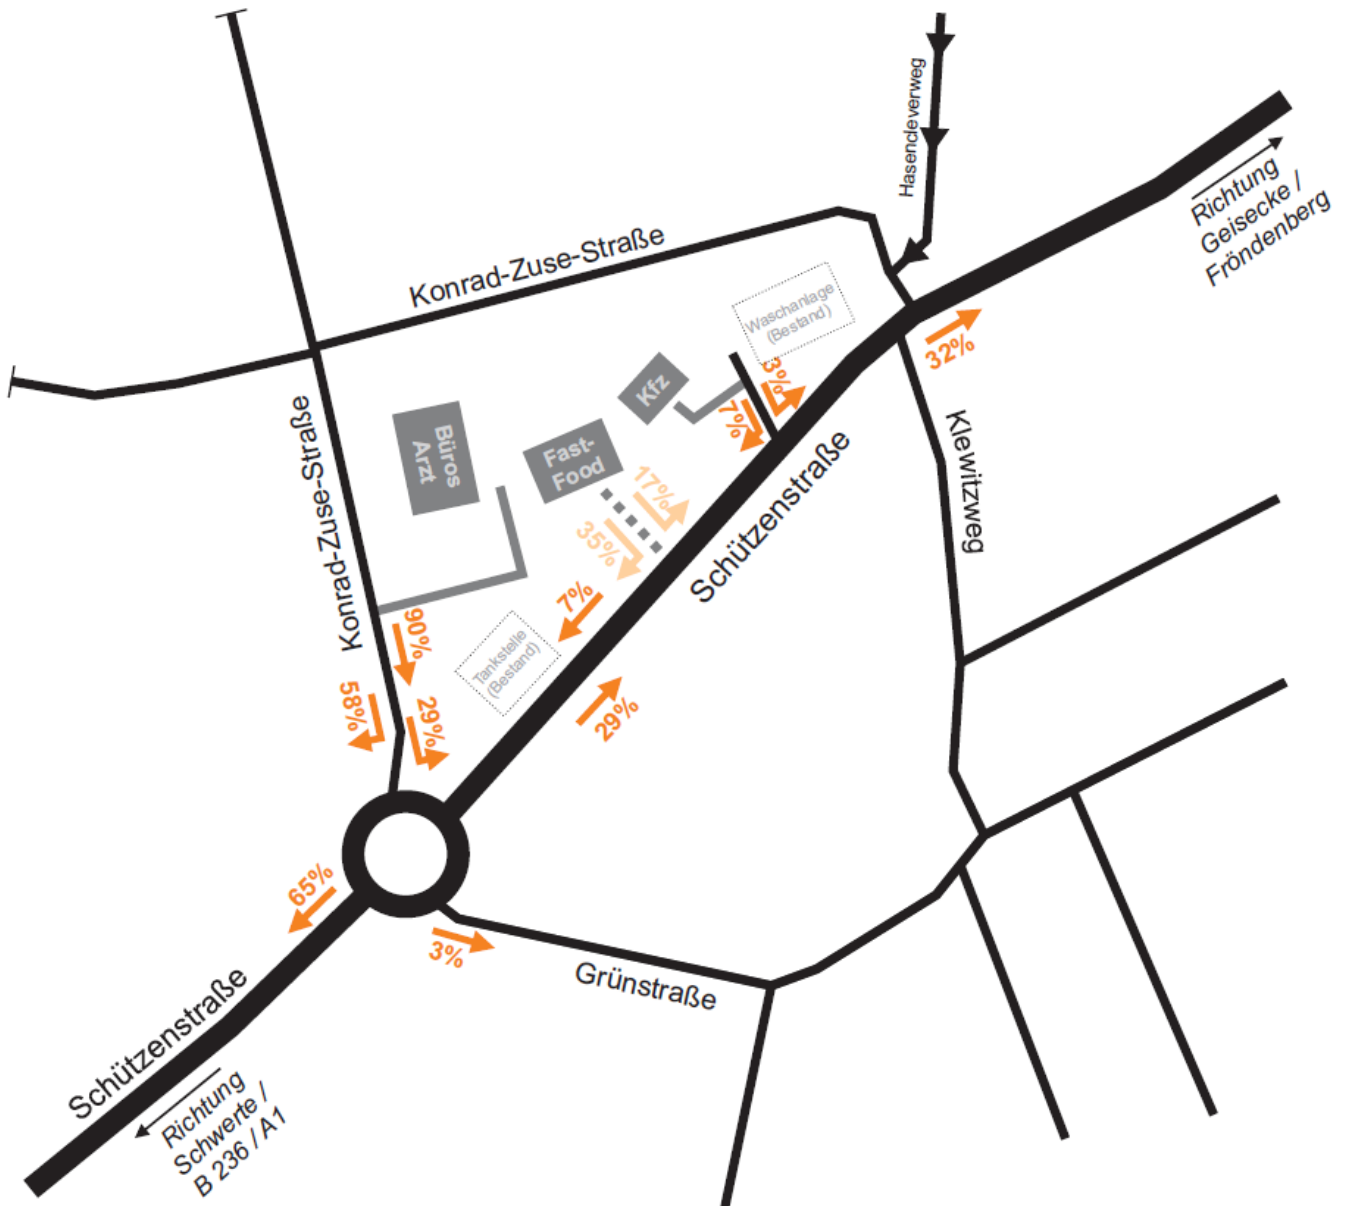 Hasencleverweg
Richtung
Geisecke /
Fröndenberg
Konrad-Zuse-Straße
Waschanlage
(Bestand)
32%
3%
7%
Kfz
Konrad-Zuse-Straße
Büros
Arzt
Fast-
Food
17%
35%
Schützenstraße
Klewitzweg
7%
90%
Tankstelle
(Bestand)
29%
58%
29%
65%
3%
Grünstraße
Schützenstraße
Richtung
Schwerte /
B 236 / A1